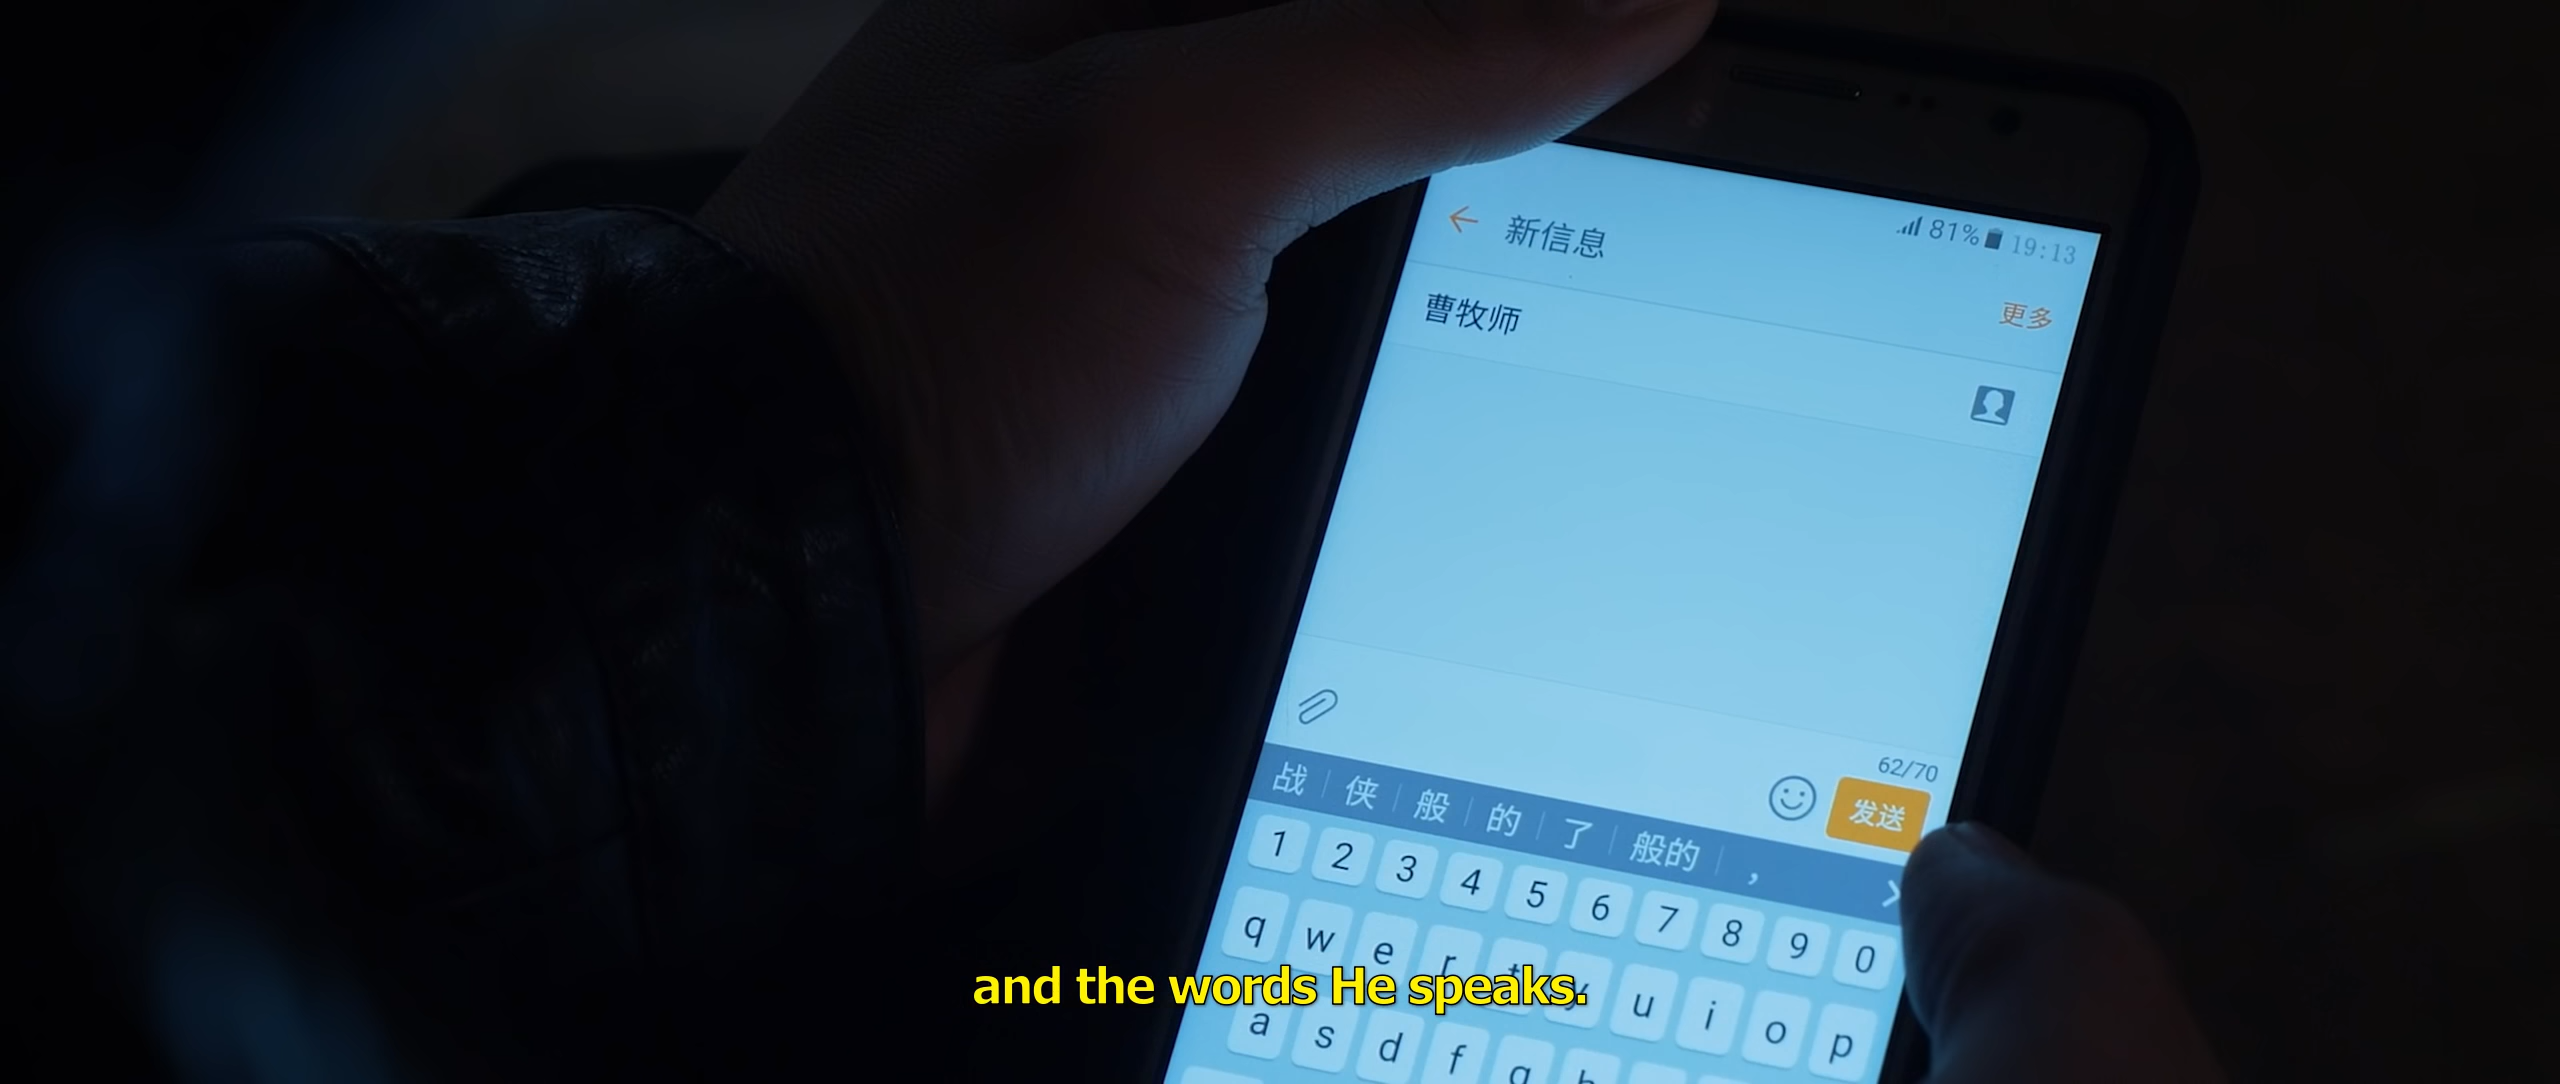 81% 19:13
新信息
更多
曹牧师
62/70
发送
战 侠 般 的 了 般的 ，
1 2 3 4 5 6 7 8 9 0
q w e r t y u i o p
and the words He speaks.
a s d f g h